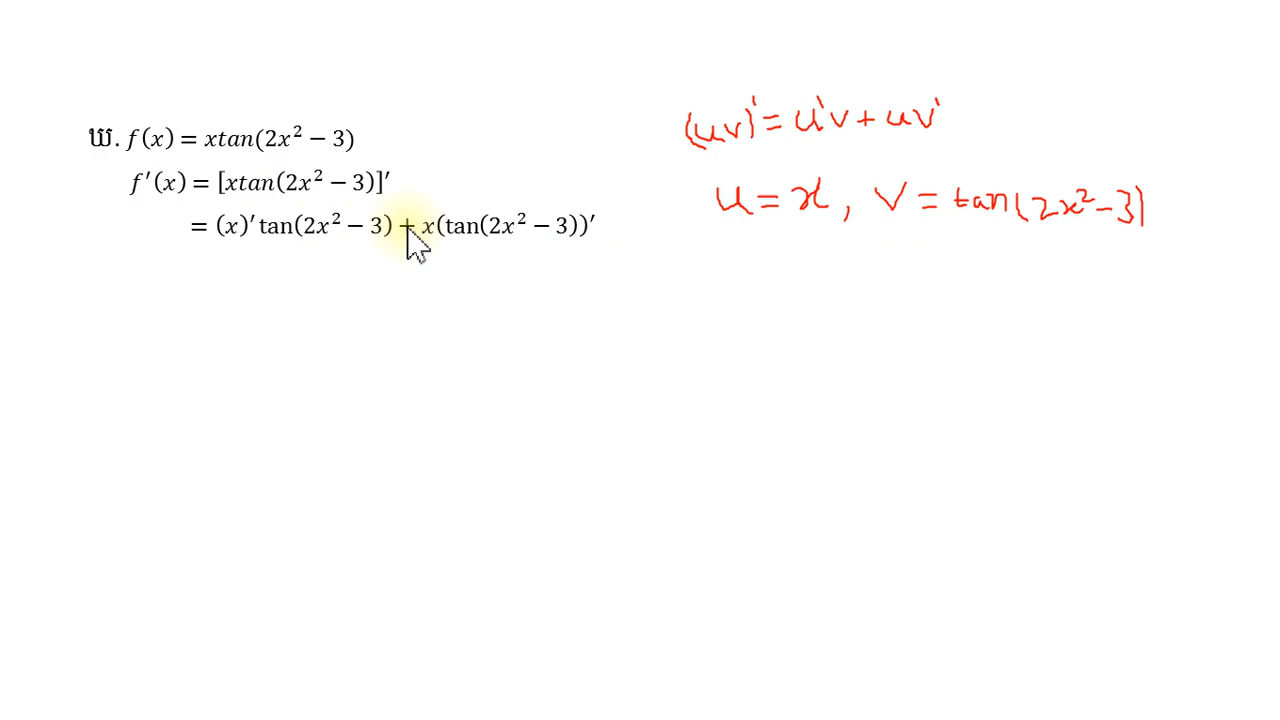 ឃ. f(x) = xtan(2x² − 3)
f′(x) = [xtan(2x² − 3)]′
= (x)′tan(2x² − 3) + x(tan(2x² − 3))′
(uv)' = u'v + uv'
u = x , v = tan(2x² − 3)